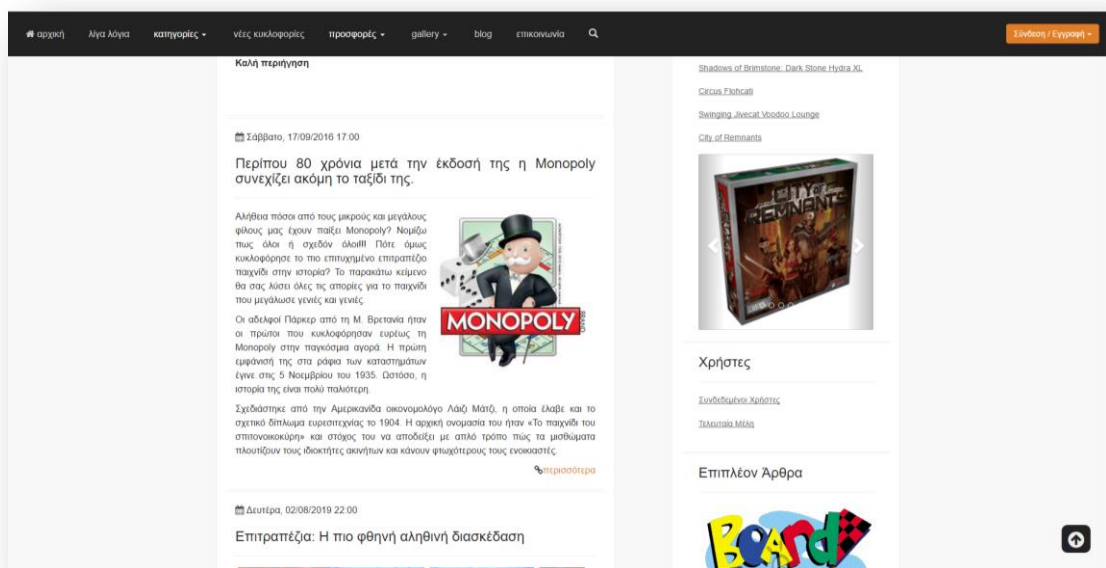 αρχική λίγα λόγια κατηγορίες νέες κυκλοφορίες προσφορές gallery blog επικοινωνία Σύνδεση / Εγγραφή
Καλή περιήγηση
Σάββατο, 17/09/2016 17:00
Περίπου 80 χρόνια μετά την έκδοσή της η Monopoly
συνεχίζει ακόμη το ταξίδι της.
Αλήθεια πόσοι από τους μικρούς και μεγάλους
φίλους μας έχουν παίξει Monopoly? Νομίζω
πως όλοι ή σχεδόν όλοι!!! Πότε όμως
κυκλοφόρησε το πιο επιτυχημένο επιτραπέζιο
παιχνίδι στην ιστορία? Το παρακάτω κείμενο
θα σας λύσει όλες τις απορίες για το παιχνίδι
που μεγάλωσε γενιές και γενιές.
MONOPOLY
Οι αδελφοί Πάρκερ από τη Μ. Βρετανία ήταν
οι πρώτοι που κυκλοφόρησαν ευρέως τη
Monopoly στην παγκόσμια αγορά. Η πρώτη
εμφάνισή της στα ράφια των καταστημάτων
έγινε στις 5 Νοεμβρίου του 1935. Ωστόσο, η
ιστορία της είναι πολύ παλιότερη.
Σχεδιάστηκε από την Αμερικανίδα οικονομολόγο Λάιζι Μάτζι, η οποία έλαβε και το
σχετικό δίπλωμα ευρεσιτεχνίας το 1904. Η αρχική ονομασία του ήταν «Το παιχνίδι του
σπιτονοικοκύρη» και στόχος του να αποδείξει με απλό τρόπο πώς τα μισθώματα
πλουτίζουν τους ιδιοκτήτες ακινήτων και κάνουν φτωχότερους τους ενοικιαστές.
περισσότερα
Δευτέρα, 02/08/2019 22:00
Επιτραπέζια: Η πιο φθηνή αληθινή διασκέδαση
Shadows of Brimstone: Dark Stone Hydra XL
Circus Flohcati
Swinging Jivecat Voodoo Lounge
City of Remnants
CITY OF
REMNANTS
Χρήστες
Συνδεδεμένοι Χρήστες
Τελευταία Μέλη
Επιπλέον Άρθρα
BOARD